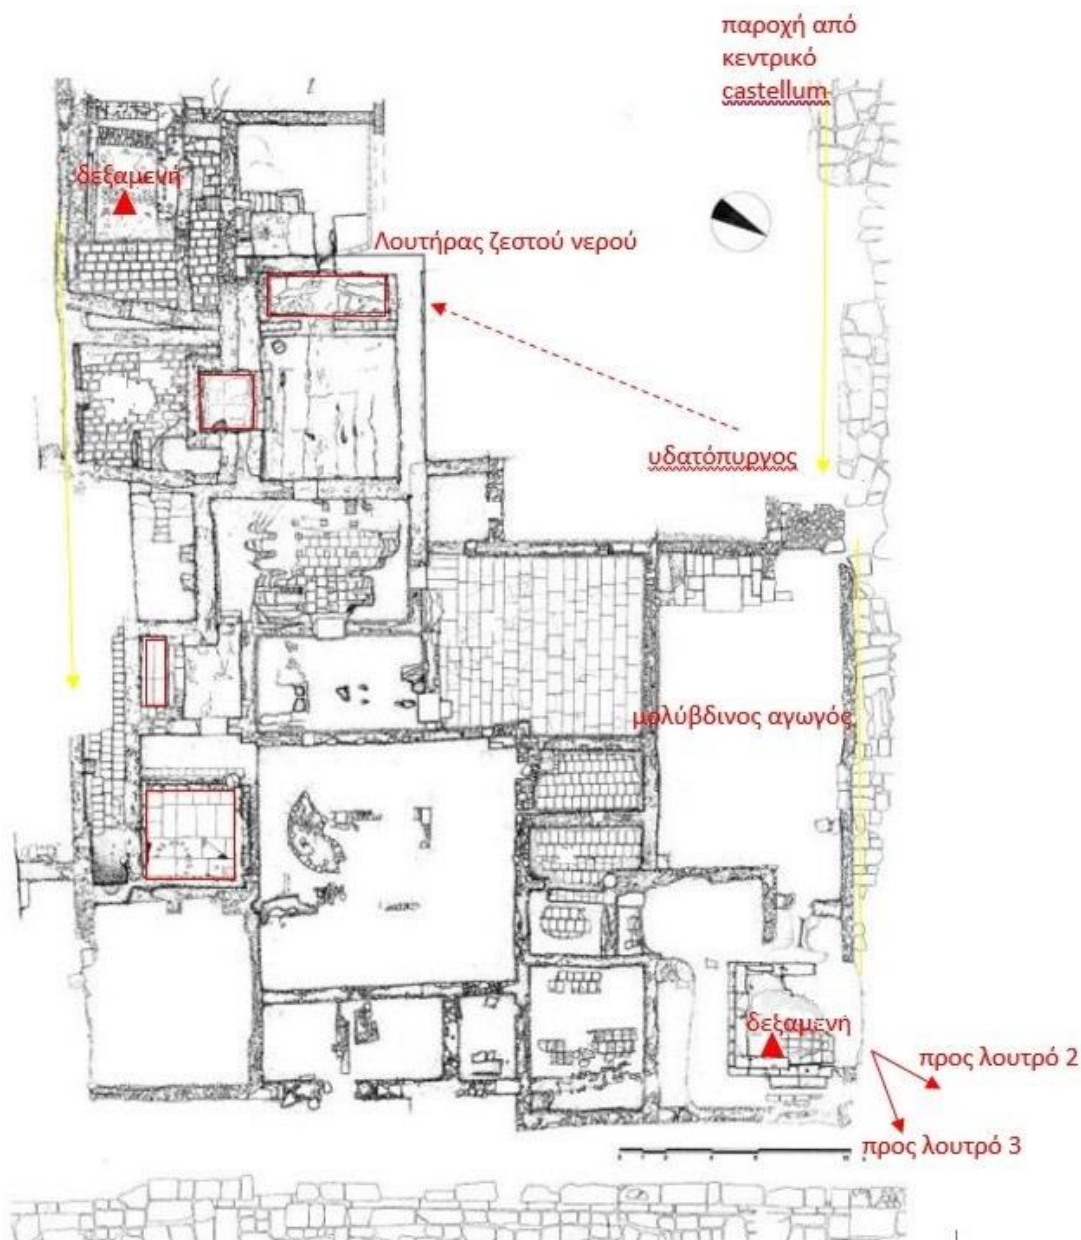 παροχή από
κεντρικό
castellum
δεξαμενή
Λουτήρας ζεστού νερού
υδατόπυργος
μολύβδινος αγωγός
δεξαμενή
προς λουτρό 2
προς λουτρό 3